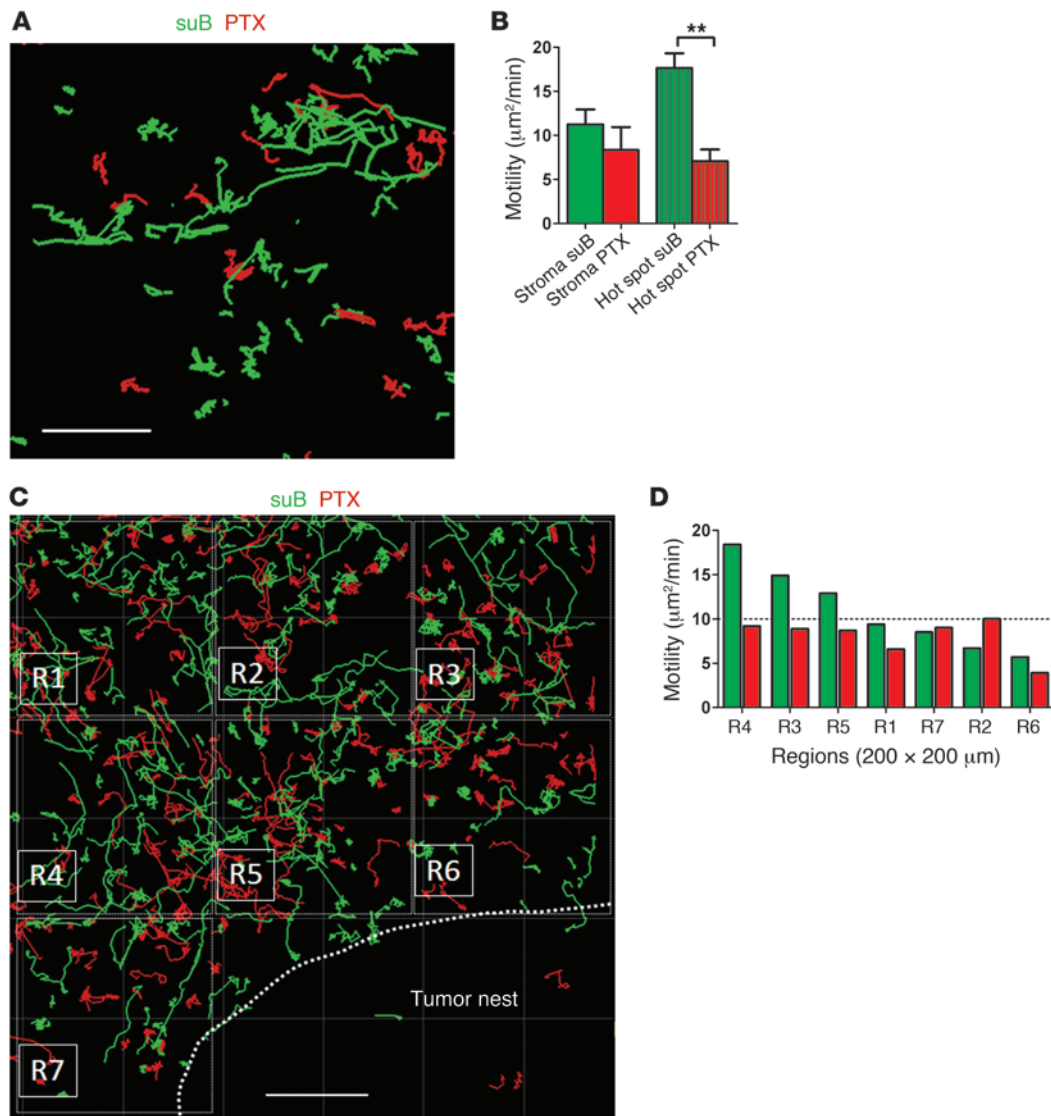 A
suB PTX
B
Motility (μm²/min)
20
15
10
5
0
**
Stroma suB
Stroma PTX
Hot spot suB
Hot spot PTX
C
suB PTX
R1
R2
R3
R4
R5
R6
R7
Tumor nest
D
Motility (μm²/min)
20
15
10
5
0
R4 R3 R5 R1 R7 R2 R6
Regions (200 × 200 μm)